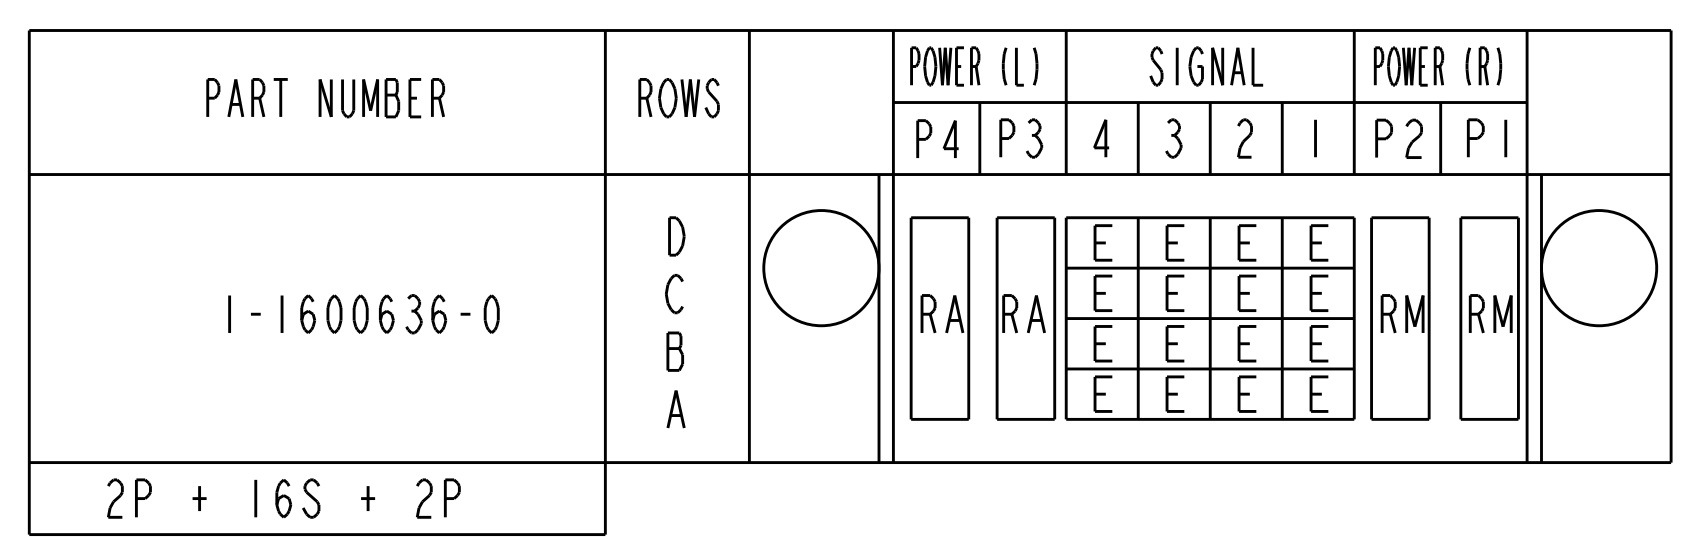 PART NUMBER ROWS POWER (L) SIGNAL POWER (R)
P4 P3 4 3 2 1 P2 P1
1-1600636-0
D E E E E
C E E E E
RA RA RM RM
B E E E E
A E E E E
2P + 16S + 2P